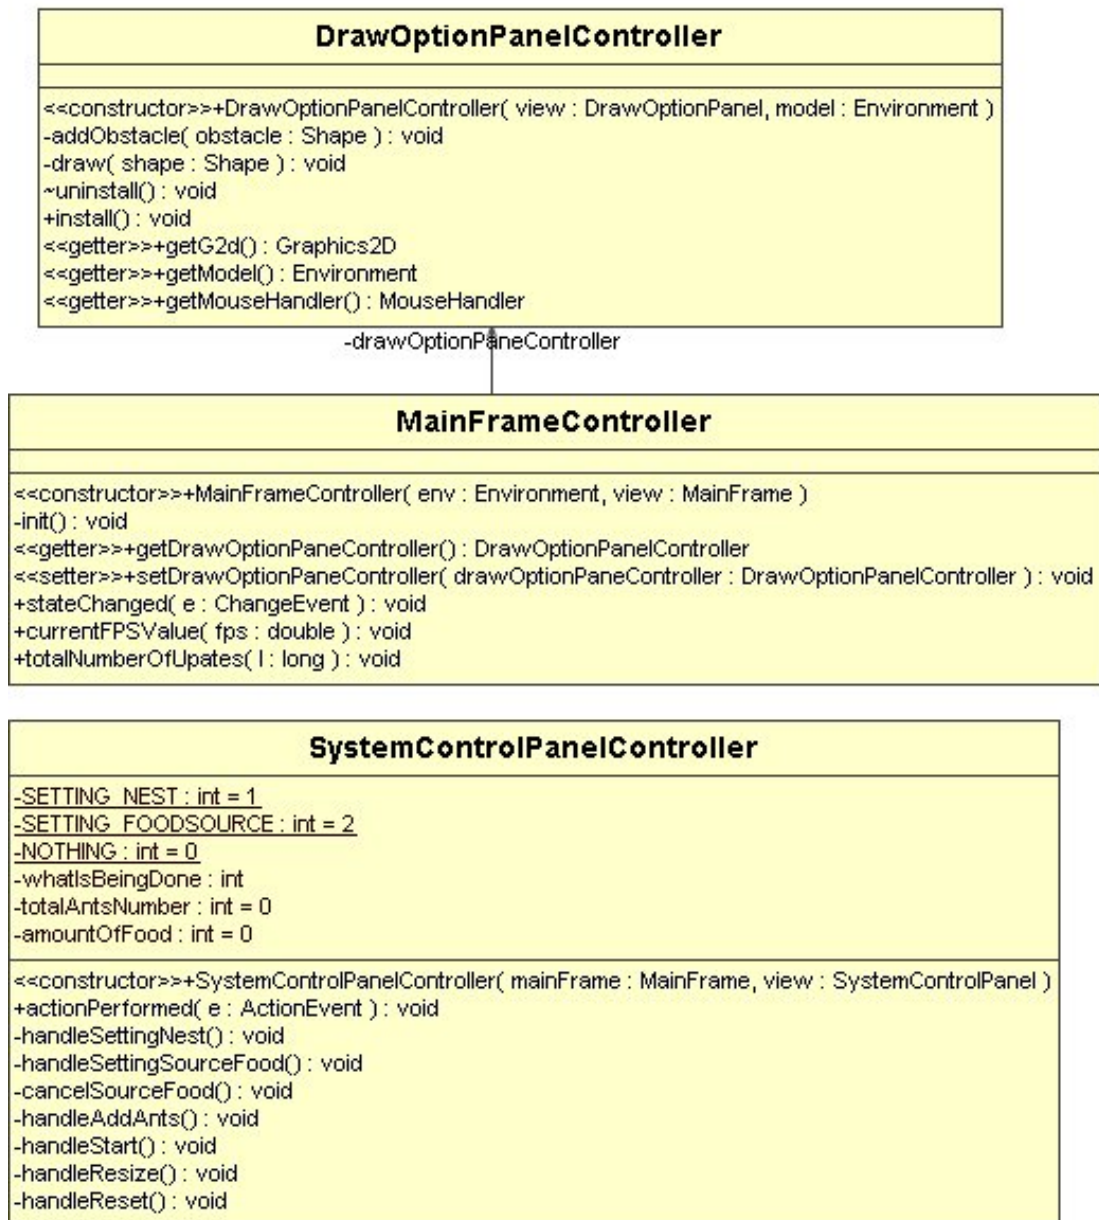 DrawOptionPanelController
<<constructor>>+DrawOptionPanelController( view : DrawOptionPanel, model : Environment )
-addObstacle( obstacle : Shape ) : void
-draw( shape : Shape ) : void
~uninstall() : void
+install() : void
<<getter>>+getG2d() : Graphics2D
<<getter>>+getModel() : Environment
<<getter>>+getMouseHandler() : MouseHandler
-drawOptionPaneController
MainFrameController
<<constructor>>+MainFrameController( env : Environment, view : MainFrame )
-init() : void
<<getter>>+getDrawOptionPaneController() : DrawOptionPanelController
<<setter>>+setDrawOptionPaneController( drawOptionPaneController : DrawOptionPanelController ) : void
+stateChanged( e : ChangeEvent ) : void
+currentFPSValue( fps : double ) : void
+totalNumberOfUpates( l : long ) : void
SystemControlPanelController
-SETTING_NEST : int = 1
-SETTING_FOODSOURCE : int = 2
-NOTHING : int = 0
-whatIsBeingDone : int
-totalAntsNumber : int = 0
-amountOfFood : int = 0
<<constructor>>+SystemControlPanelController( mainFrame : MainFrame, view : SystemControlPanel )
+actionPerformed( e : ActionEvent ) : void
-handleSettingNest() : void
-handleSettingSourceFood() : void
-cancelSourceFood() : void
-handleAddAnts() : void
-handleStart() : void
-handleResize() : void
-handleReset() : void